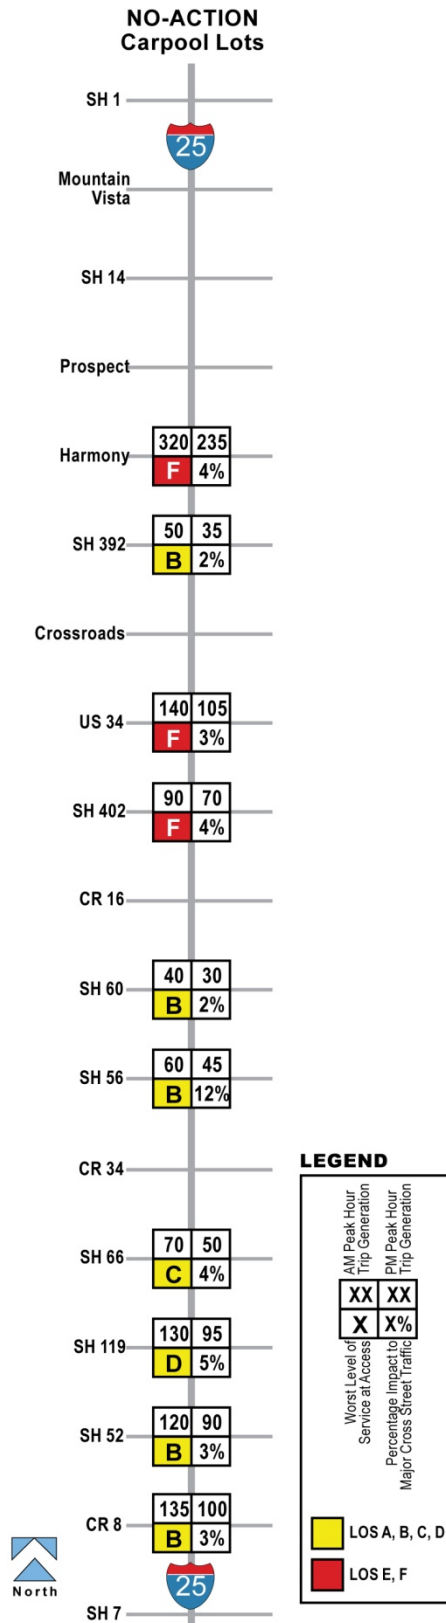 NO-ACTION
Carpool Lots
SH 1
25
Mountain
Vista
SH 14
Prospect
Harmony
320 235
F 4%
SH 392
50 35
B 2%
Crossroads
US 34
140 105
F 3%
SH 402
90 70
F 4%
CR 16
SH 60
40 30
B 2%
SH 56
60 45
B 12%
CR 34
SH 66
70 50
C 4%
SH 119
130 95
D 5%
SH 52
120 90
B 3%
CR 8
135 100
B 3%
25
SH 7
North
LEGEND
AM Peak Hour
Trip Generation
PM Peak Hour
Trip Generation
XX XX
X X%
Worst Level of
Service at Access
Percentage Impact to
Major Cross Street Traffic
LOS A, B, C, D
LOS E, F